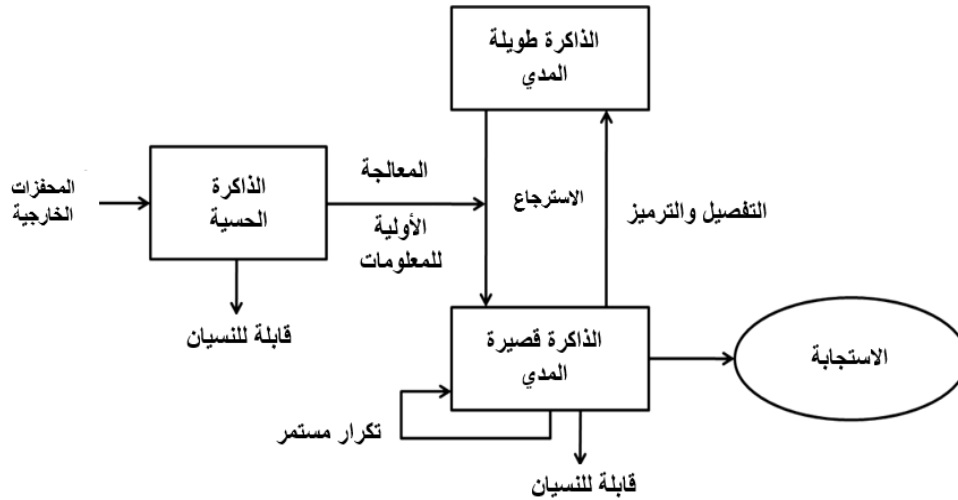 الذاكرة طويلة
المدي
المحفزات
الخارجية
الذاكرة
الحسية
المعالجة
الأولية
للمعلومات
الاسترجاع
التفصيل والترميز
قابلة للنسيان
الذاكرة قصيرة
المدي
الاستجابة
تكرار مستمر
قابلة للنسيان